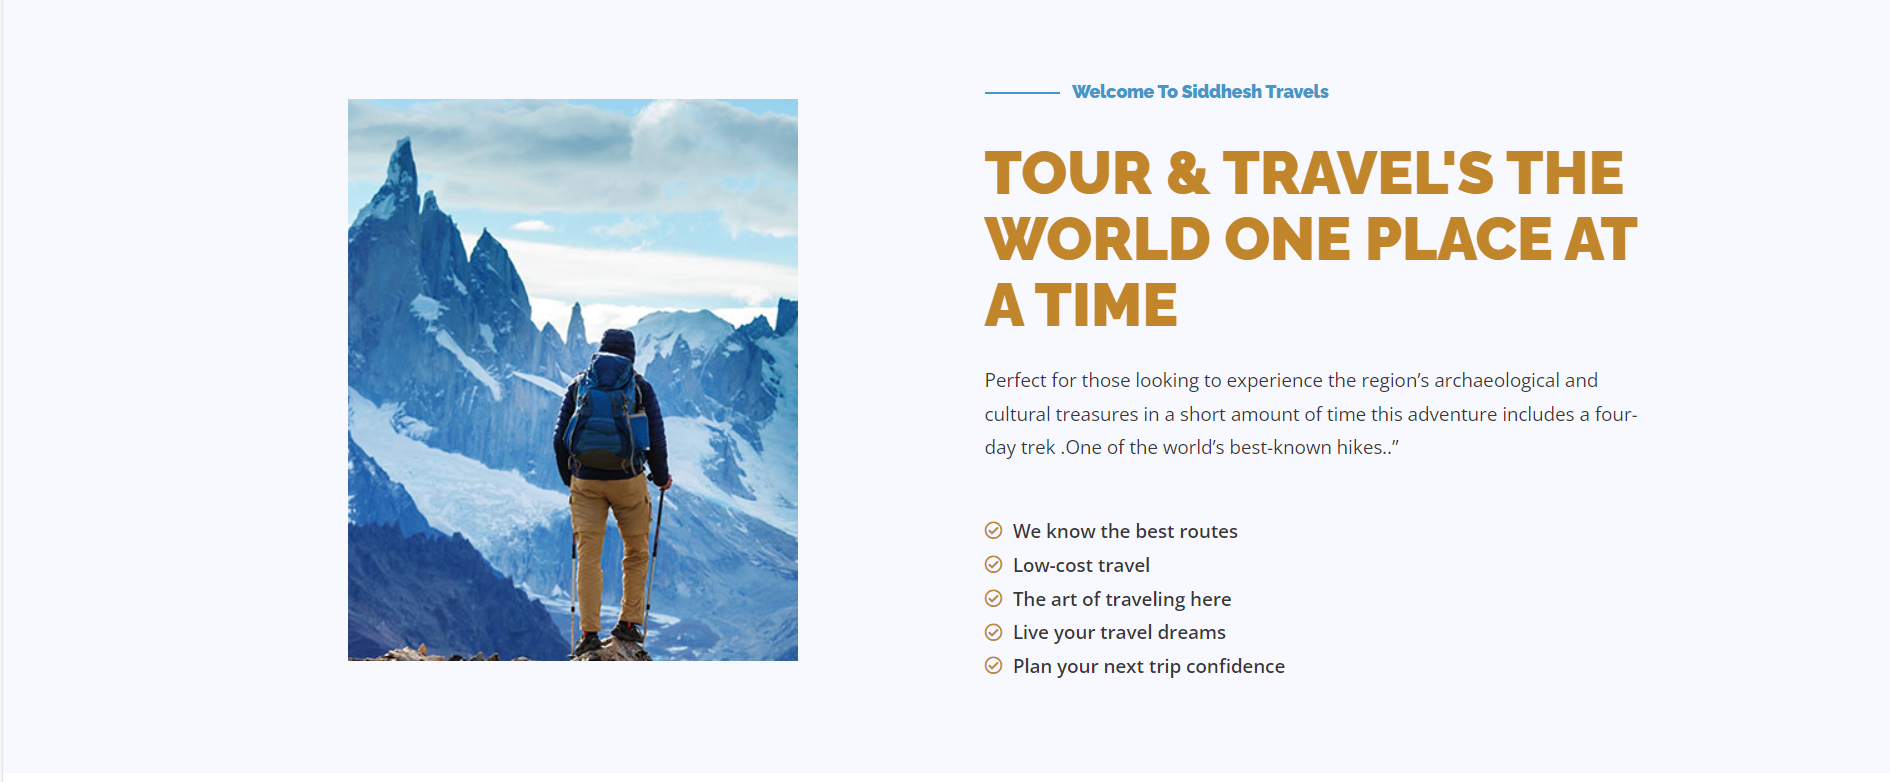 Welcome To Siddhesh Travels
TOUR & TRAVEL'S THE
WORLD ONE PLACE AT
A TIME
Perfect for those looking to experience the region’s archaeological and
cultural treasures in a short amount of time this adventure includes a four-
day trek .One of the world’s best-known hikes..”
We know the best routes
Low-cost travel
The art of traveling here
Live your travel dreams
Plan your next trip confidence